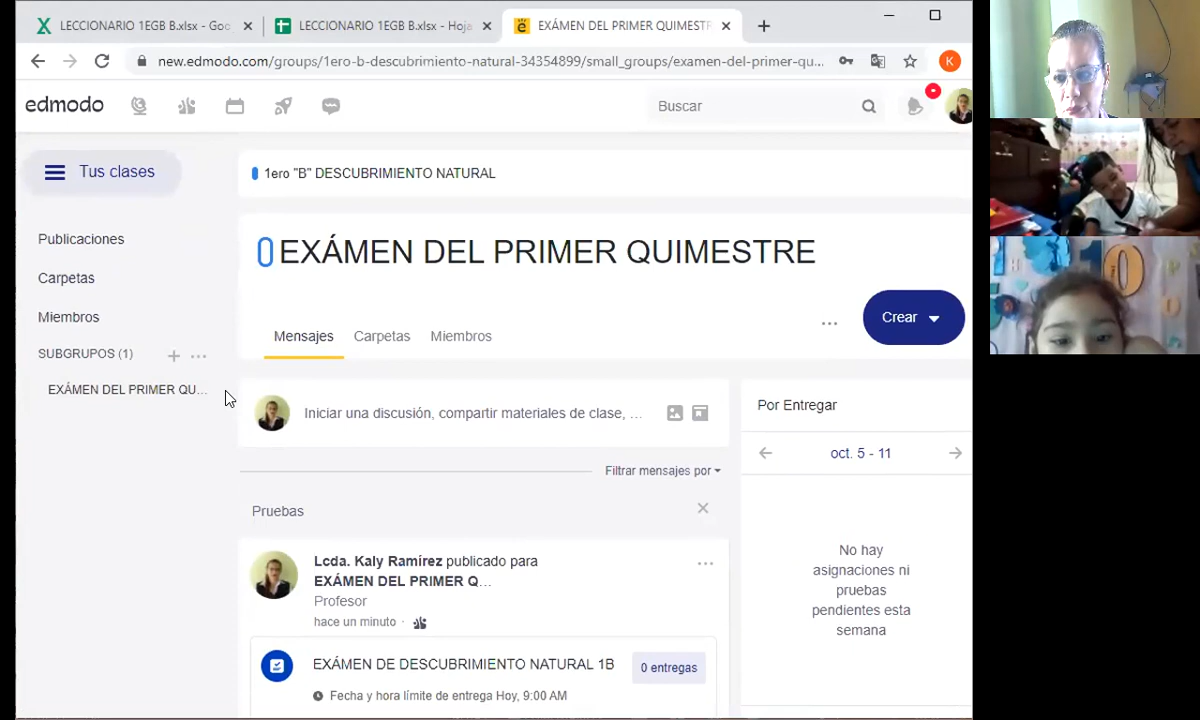 LECCIONARIO 1EGB B.xlsx - Goo
LECCIONARIO 1EGB B.xlsx - Hoja
EXÁMEN DEL PRIMER QUIMESTR
new.edmodo.com/groups/1ero-b-descubrimiento-natural-34354899/small_groups/examen-del-primer-qu...
K
edmodo
Buscar
Tus clases
1ero "B" DESCUBRIMIENTO NATURAL
Publicaciones
Carpetas
Miembros
SUBGRUPOS (1)
EXÁMEN DEL PRIMER QU...
EXÁMEN DEL PRIMER QUIMESTRE
Mensajes Carpetas Miembros
Crear
Iniciar una discusión, compartir materiales de clase, ...
Filtrar mensajes por
Pruebas
Lcda. Kaly Ramírez publicado para
EXÁMEN DEL PRIMER Q...
Profesor
hace un minuto ·
EXÁMEN DE DESCUBRIMIENTO NATURAL 1B
0 entregas
Fecha y hora límite de entrega Hoy, 9:00 AM
Por Entregar
oct. 5 - 11
No hay
asignaciones ni
pruebas
pendientes esta
semana